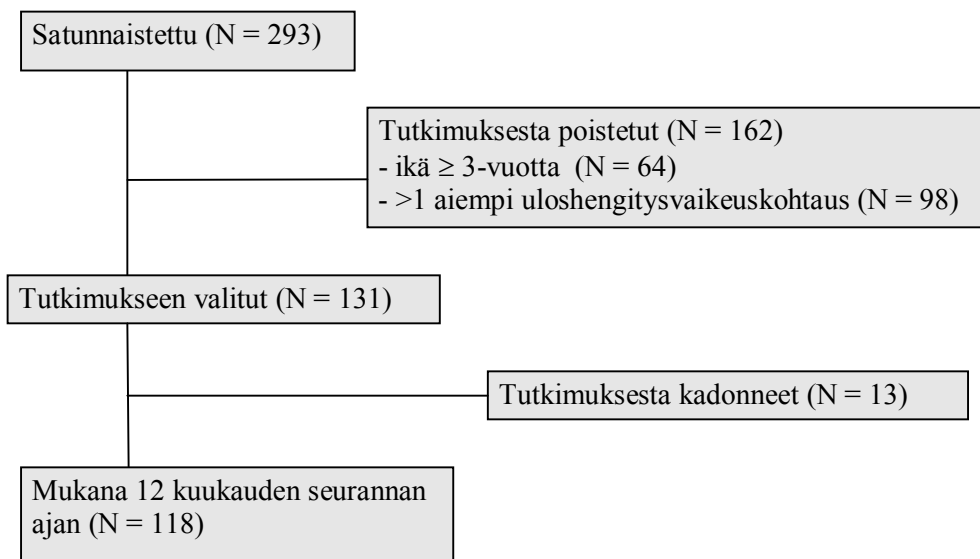 Satunnaistettu (N = 293)
Tutkimuksesta poistetut (N = 162)
- ikä ≥ 3-vuotta  (N = 64)
- >1 aiempi uloshengitysvaikeuskohtaus (N = 98)
Tutkimukseen valitut (N = 131)
Tutkimuksesta kadonneet (N = 13)
Mukana 12 kuukauden seurannan
ajan (N = 118)